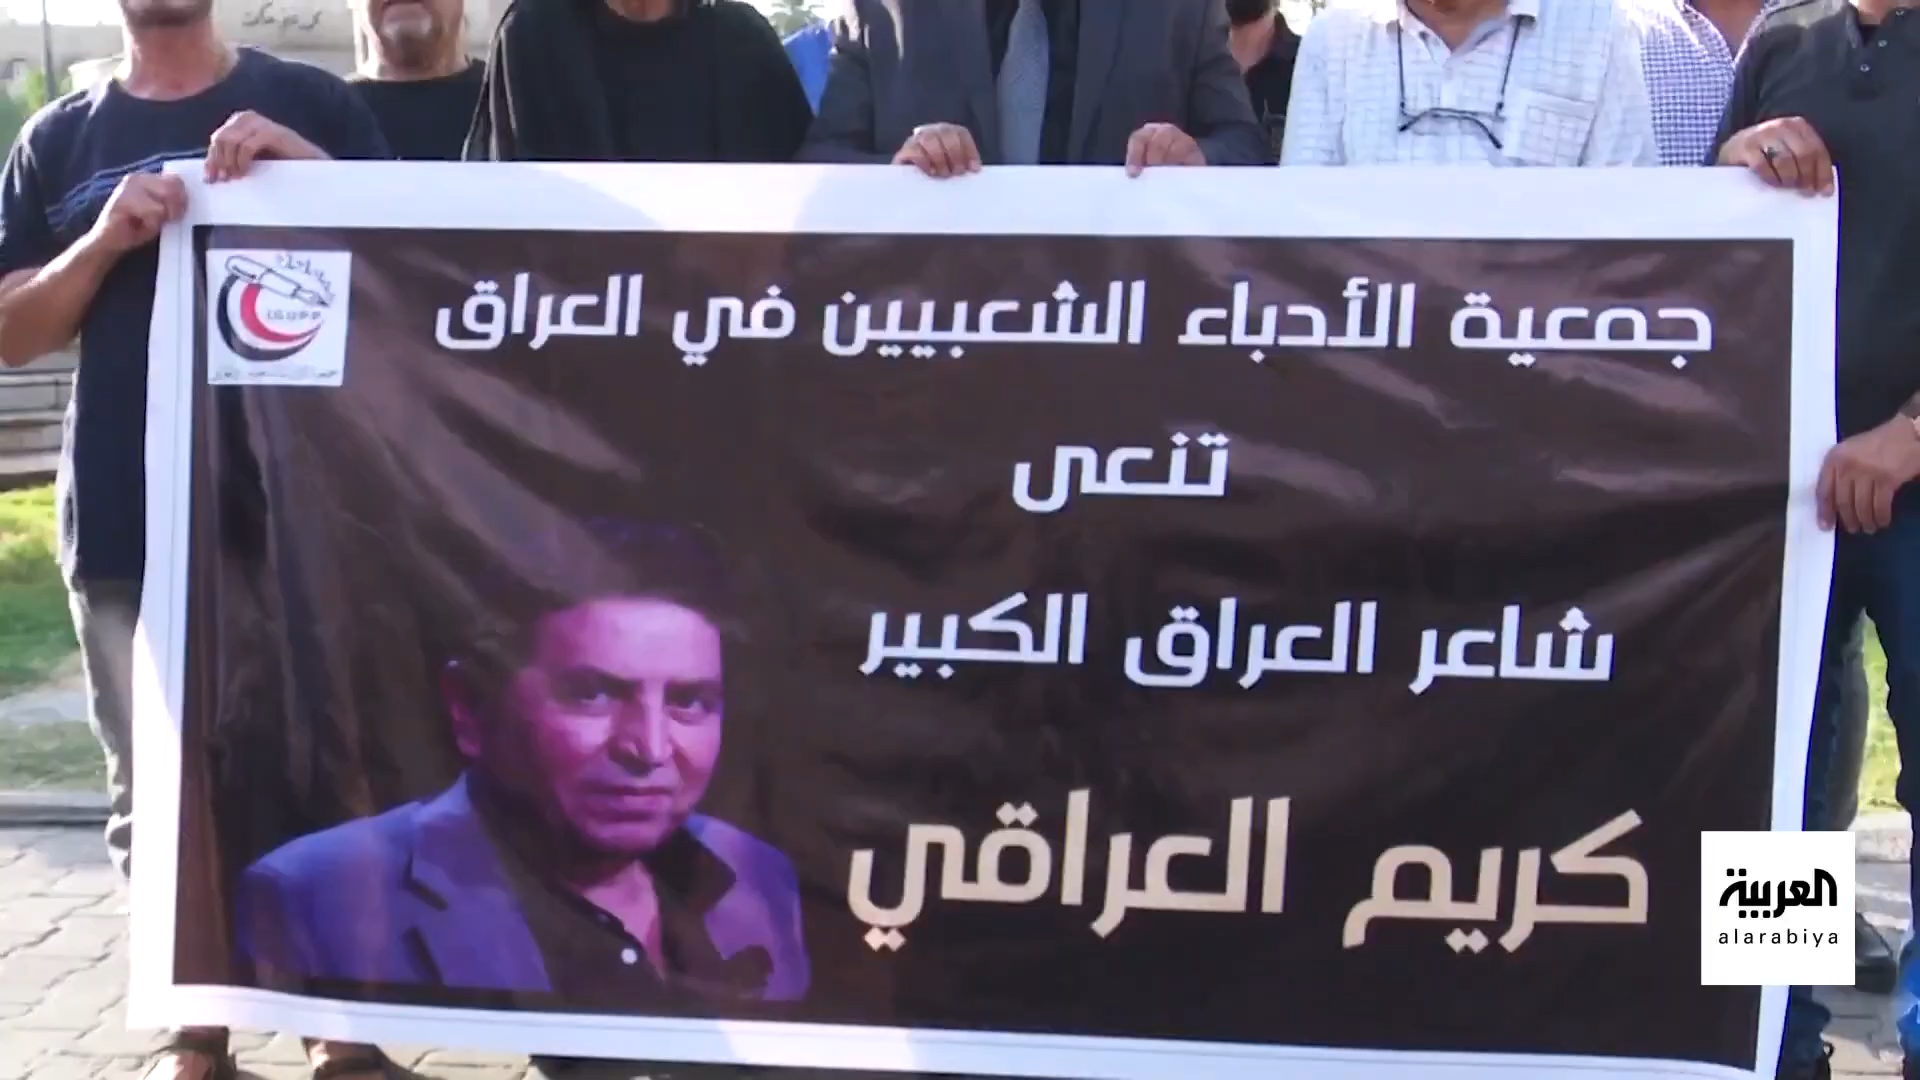 جمعية الأدباء الشعبيين في العراق
تنعى
شاعر العراق الكبير
كريم العراقي
العربية
alarabiya